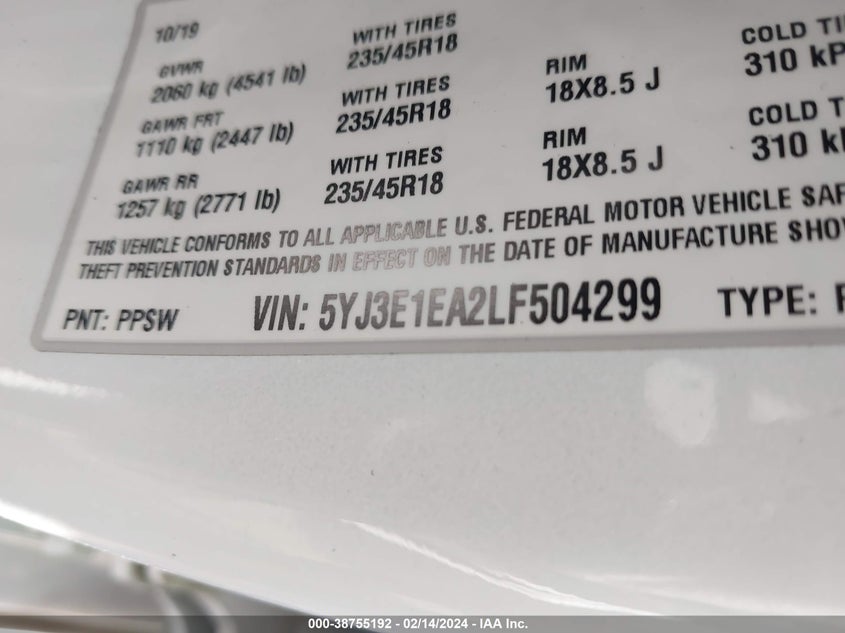 10/19 WITH TIRES COLD
GVWR 235/45R18 RIM 310
2060 kg (4541 lb) WITH TIRES 18X8.5 J
GAWR FRT 235/45R18 COLD
1110 kg (2447 lb) RIM 310
GAWR RR WITH TIRES 18X8.5 J
1257 kg (2771 lb) 235/45R18
THIS VEHICLE CONFORMS TO ALL APPLICABLE U.S. FEDERAL MOTOR VEHICLE SAF
THEFT PREVENTION STANDARDS IN EFFECT ON THE DATE OF MANUFACTURE SHO
PNT: PPSW VIN: 5YJ3E1EA2LF504299 TYPE:
000-38755192 - 02/14/2024 - IAA Inc.